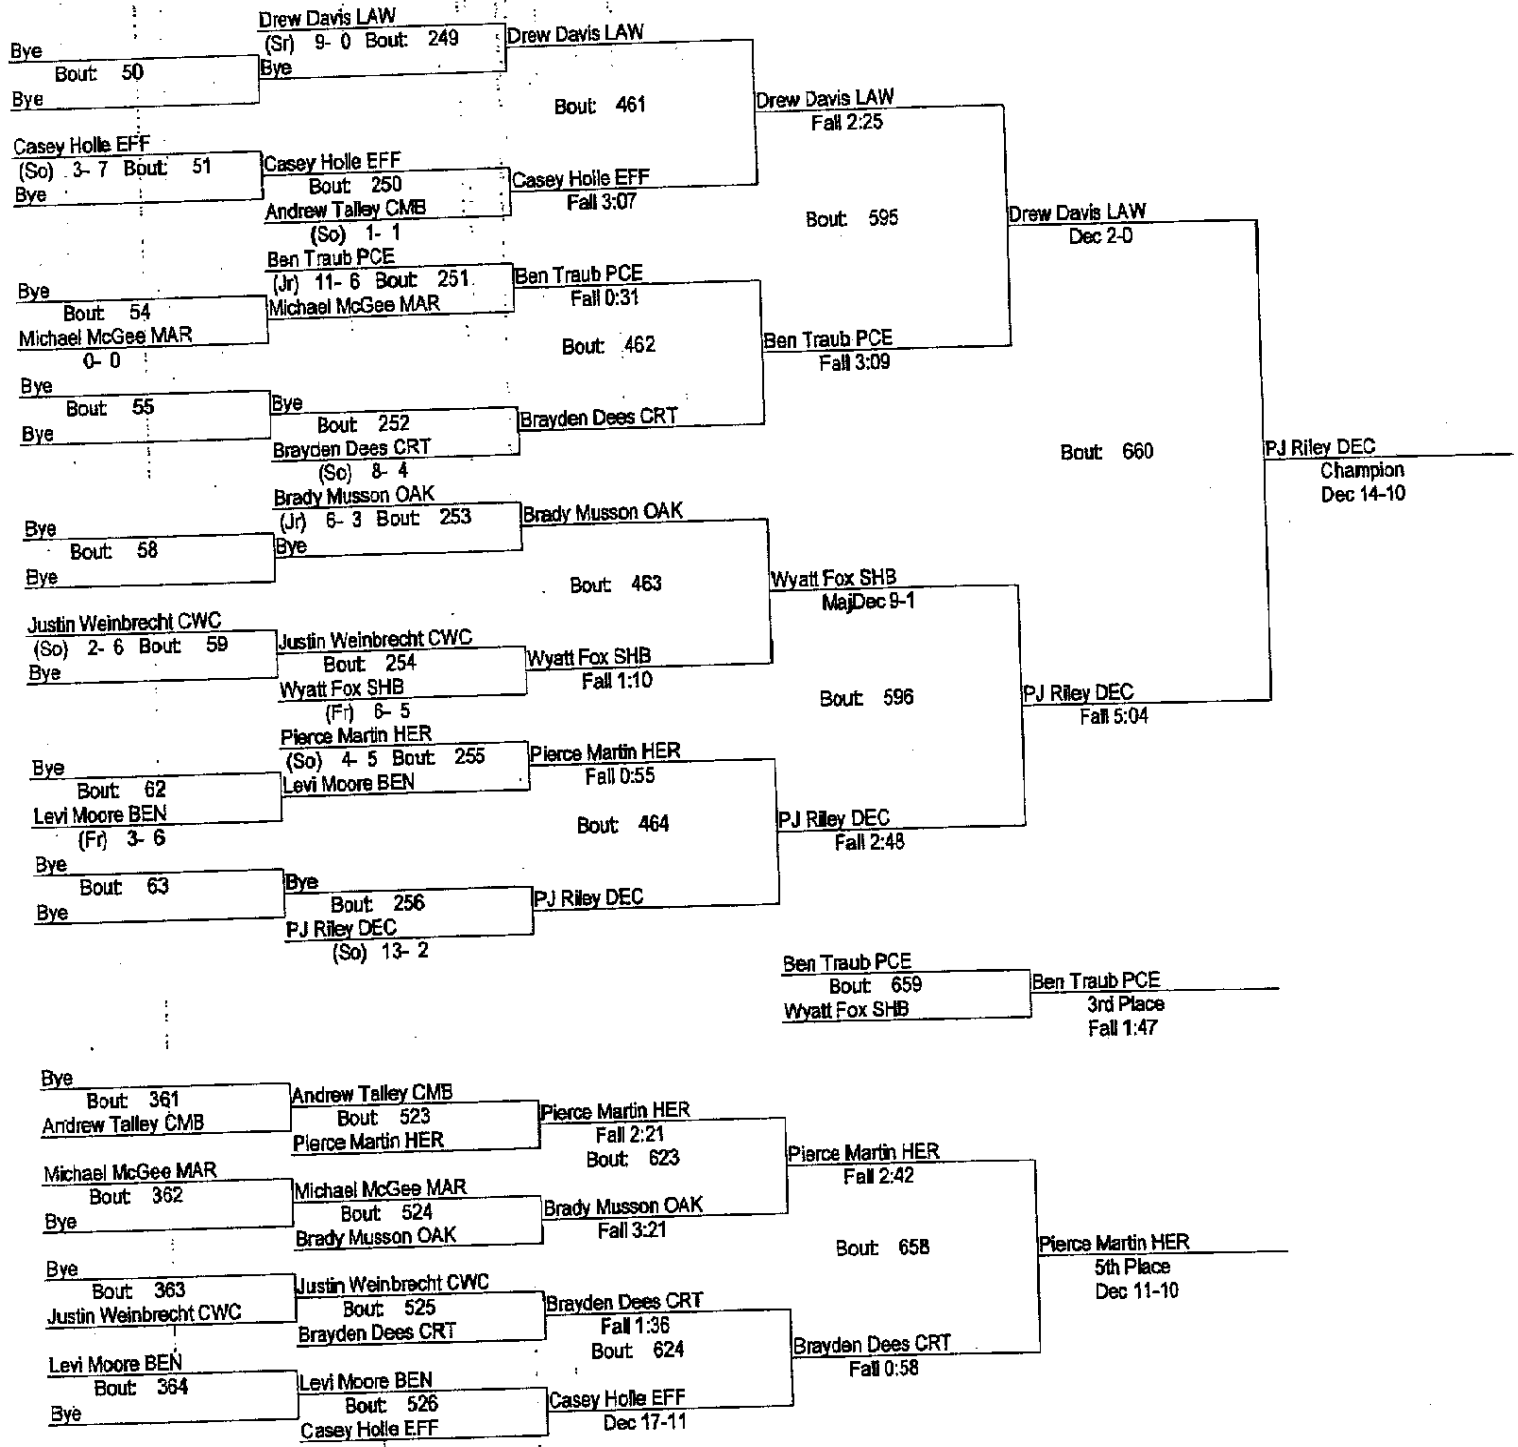 Drew Davis LAW
(Sr) 9- 0 Bout: 249
Drew Davis LAW
Bye
Bout: 50
Bye
Bye
Bout: 461
Drew Davis LAW
Fall 2:25
Casey Holle EFF
(So) 3- 7 Bout: 51
Bye
Casey Holle EFF
Bout: 250
Andrew Talley CMB
(So) 1- 1
Casey Holle EFF
Fall 3:07
Bout: 595
Drew Davis LAW
Dec 2-0
Ben Traub PCE
(Jr) 11- 6 Bout: 251
Michael McGee MAR
Ben Traub PCE
Fall 0:31
Bye
Bout: 54
Michael McGee MAR
0- 0
Bout: 462
Ben Traub PCE
Fall 3:09
Bye
Bout: 55
Bye
Bye
Bout: 252
Brayden Dees CRT
(So) 8- 4
Brayden Dees CRT
Bout: 660
PJ Riley DEC
Champion
Dec 14-10
Brady Musson OAK
(Jr) 6- 3 Bout: 253
Bye
Brady Musson OAK
Bye
Bout: 58
Bye
Bout: 463
Wyatt Fox SHB
MajDec 9-1
Justin Weinbrecht CWC
(So) 2- 6 Bout: 59
Bye
Justin Weinbrecht CWC
Bout: 254
Wyatt Fox SHB
(Fr) 6- 5
Wyatt Fox SHB
Fall 1:10
Bout: 596
PJ Riley DEC
Fall 5:04
Pierce Martin HER
(So) 4- 5 Bout: 255
Levi Moore BEN
Pierce Martin HER
Fall 0:55
Bye
Bout: 62
Levi Moore BEN
(Fr) 3- 6
Bout: 464
PJ Riley DEC
Fall 2:48
Bye
Bout: 63
Bye
Bye
Bout: 256
PJ Riley DEC
(So) 13- 2
PJ Riley DEC
Ben Traub PCE
Bout: 659
Wyatt Fox SHB
Ben Traub PCE
3rd Place
Fall 1:47
Bye
Bout: 361
Andrew Talley CMB
Andrew Talley CMB
Bout: 523
Pierce Martin HER
Pierce Martin HER
Fall 2:21
Bout: 623
Pierce Martin HER
Fall 2:42
Michael McGee MAR
Bout: 362
Bye
Michael McGee MAR
Bout: 524
Brady Musson OAK
Brady Musson OAK
Fall 3:21
Bout: 658
Pierce Martin HER
5th Place
Dec 11-10
Bye
Bout: 363
Justin Weinbrecht CWC
Justin Weinbrecht CWC
Bout: 525
Brayden Dees CRT
Brayden Dees CRT
Fall 1:36
Bout: 624
Brayden Dees CRT
Fall 0:58
Levi Moore BEN
Bout: 364
Bye
Levi Moore BEN
Bout: 526
Casey Holle EFF
Casey Holle EFF
Dec 17-11